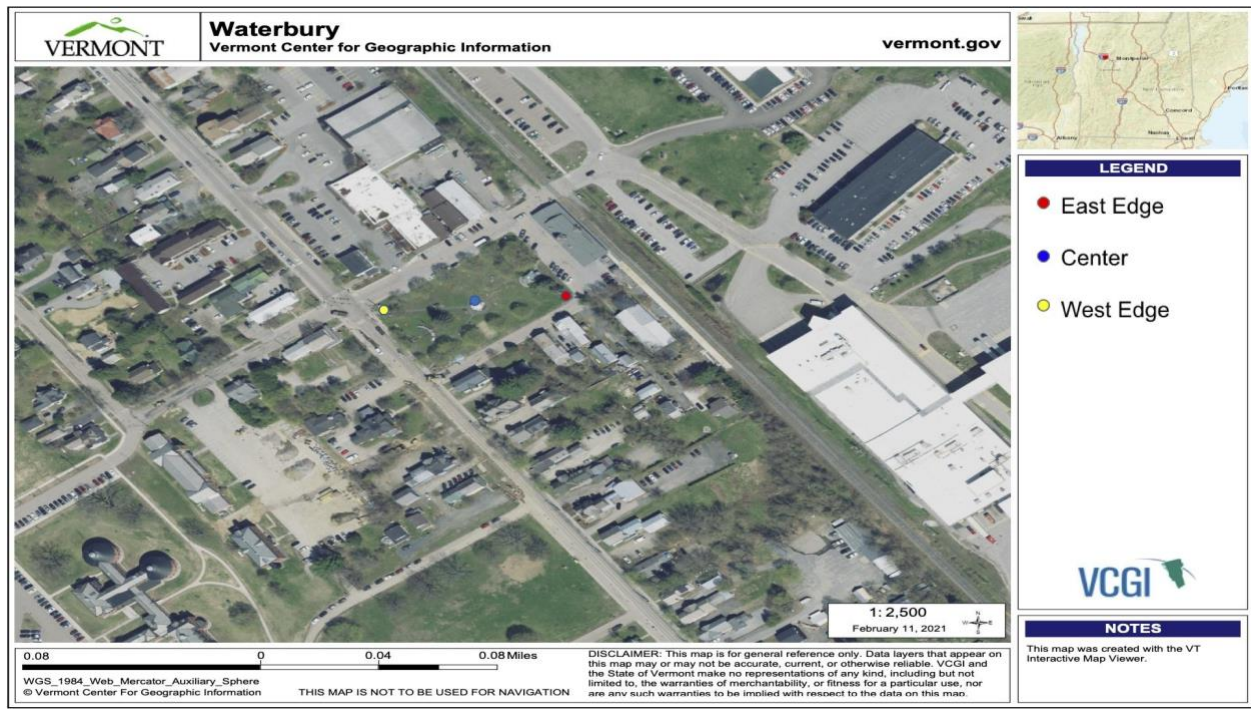 VERMONT
Waterbury
Vermont Center for Geographic Information
vermont.gov
Montpelier
Concord
Nashua
Albany
LEGEND
East Edge
Center
West Edge
VCGI
1: 2,500
February 11, 2021
N
W E
S
NOTES
This map was created with the VT
Interactive Map Viewer.
0.08
0
0.04
0.08 Miles
WGS_1984_Web_Mercator_Auxiliary_Sphere
© Vermont Center For Geographic Information
THIS MAP IS NOT TO BE USED FOR NAVIGATION
DISCLAIMER: This map is for general reference only. Data layers that appear on
this map may or may not be accurate, current, or otherwise reliable. VCGI and
the State of Vermont make no representations of any kind, including but not
limited to, the warranties of merchantability, or fitness for a particular use, nor
are any such warranties to be implied with respect to the data on this map.